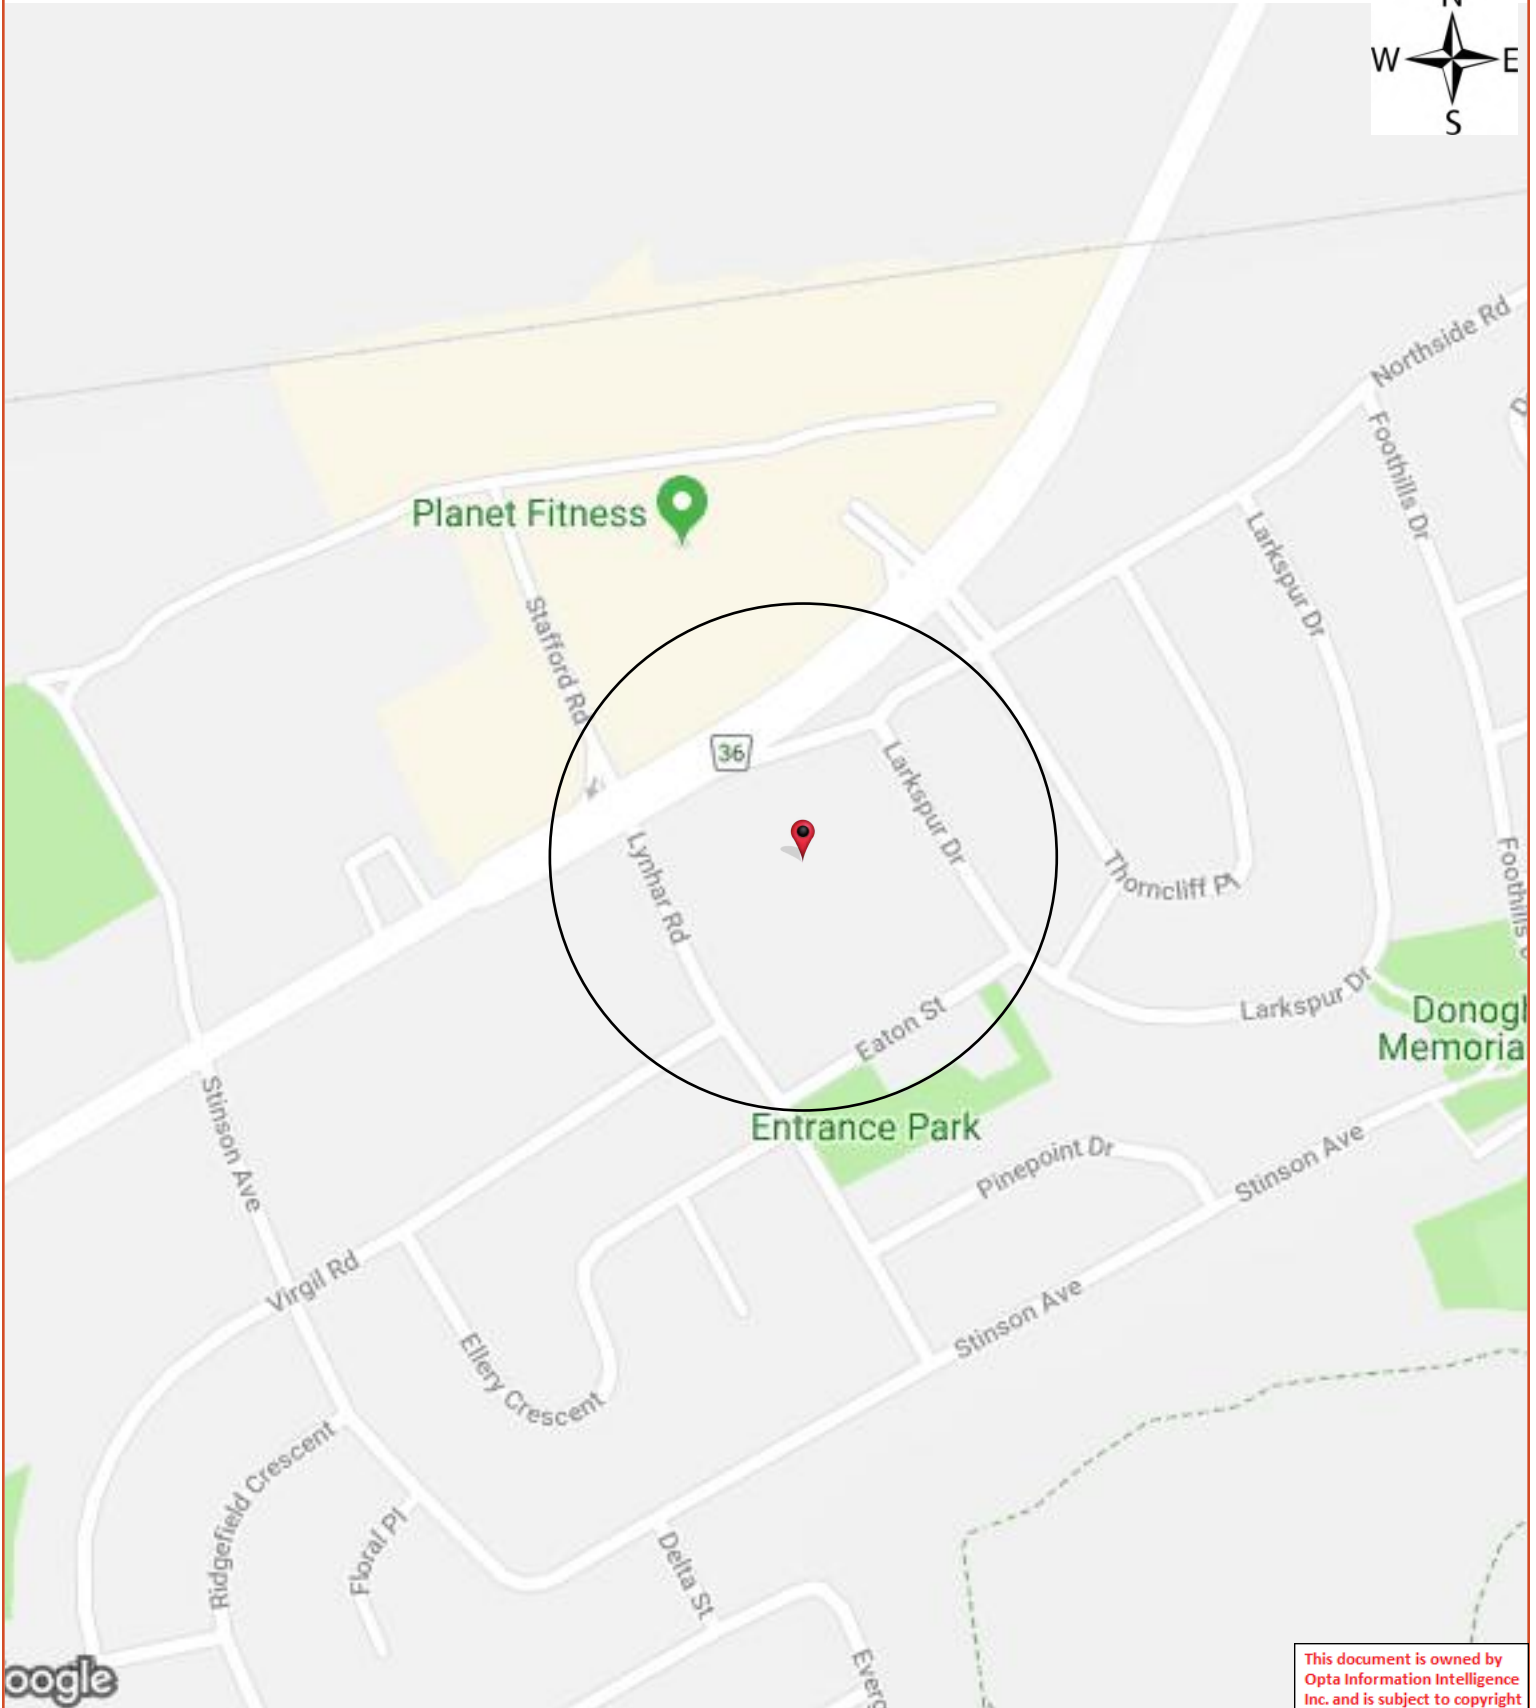 N
W
E
S
Northside Rd
Foothills Dr
Planet Fitness
Larkspur Dr
Stafford Rd
36
Larkspur Dr
Lynhar Rd
Thorncliff Pl
Foothills
Larkspur Dr
Eaton St
Donogh
Memoria
Stinson Ave
Entrance Park
Pinepoint Dr
Stinson Ave
Virgil Rd
Stinson Ave
Ellery Crescent
Ridgefield Crescent
Floral Pl
Delta St
Everg
oogle
This document is owned by
Opta Information Intelligence
Inc. and is subject to copyright